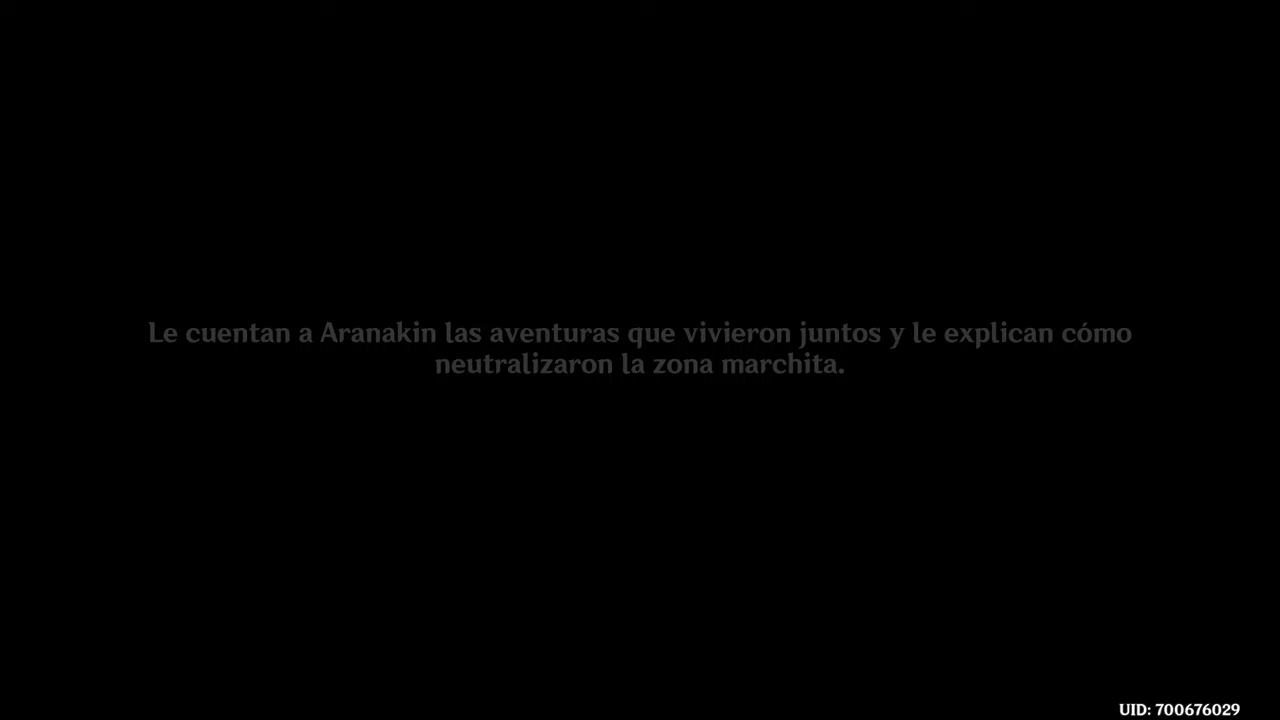 Le cuentan a Aranakin las aventuras que vivieron juntos y le explican cómo
neutralizaron la zona marchita.
UID: 700676029